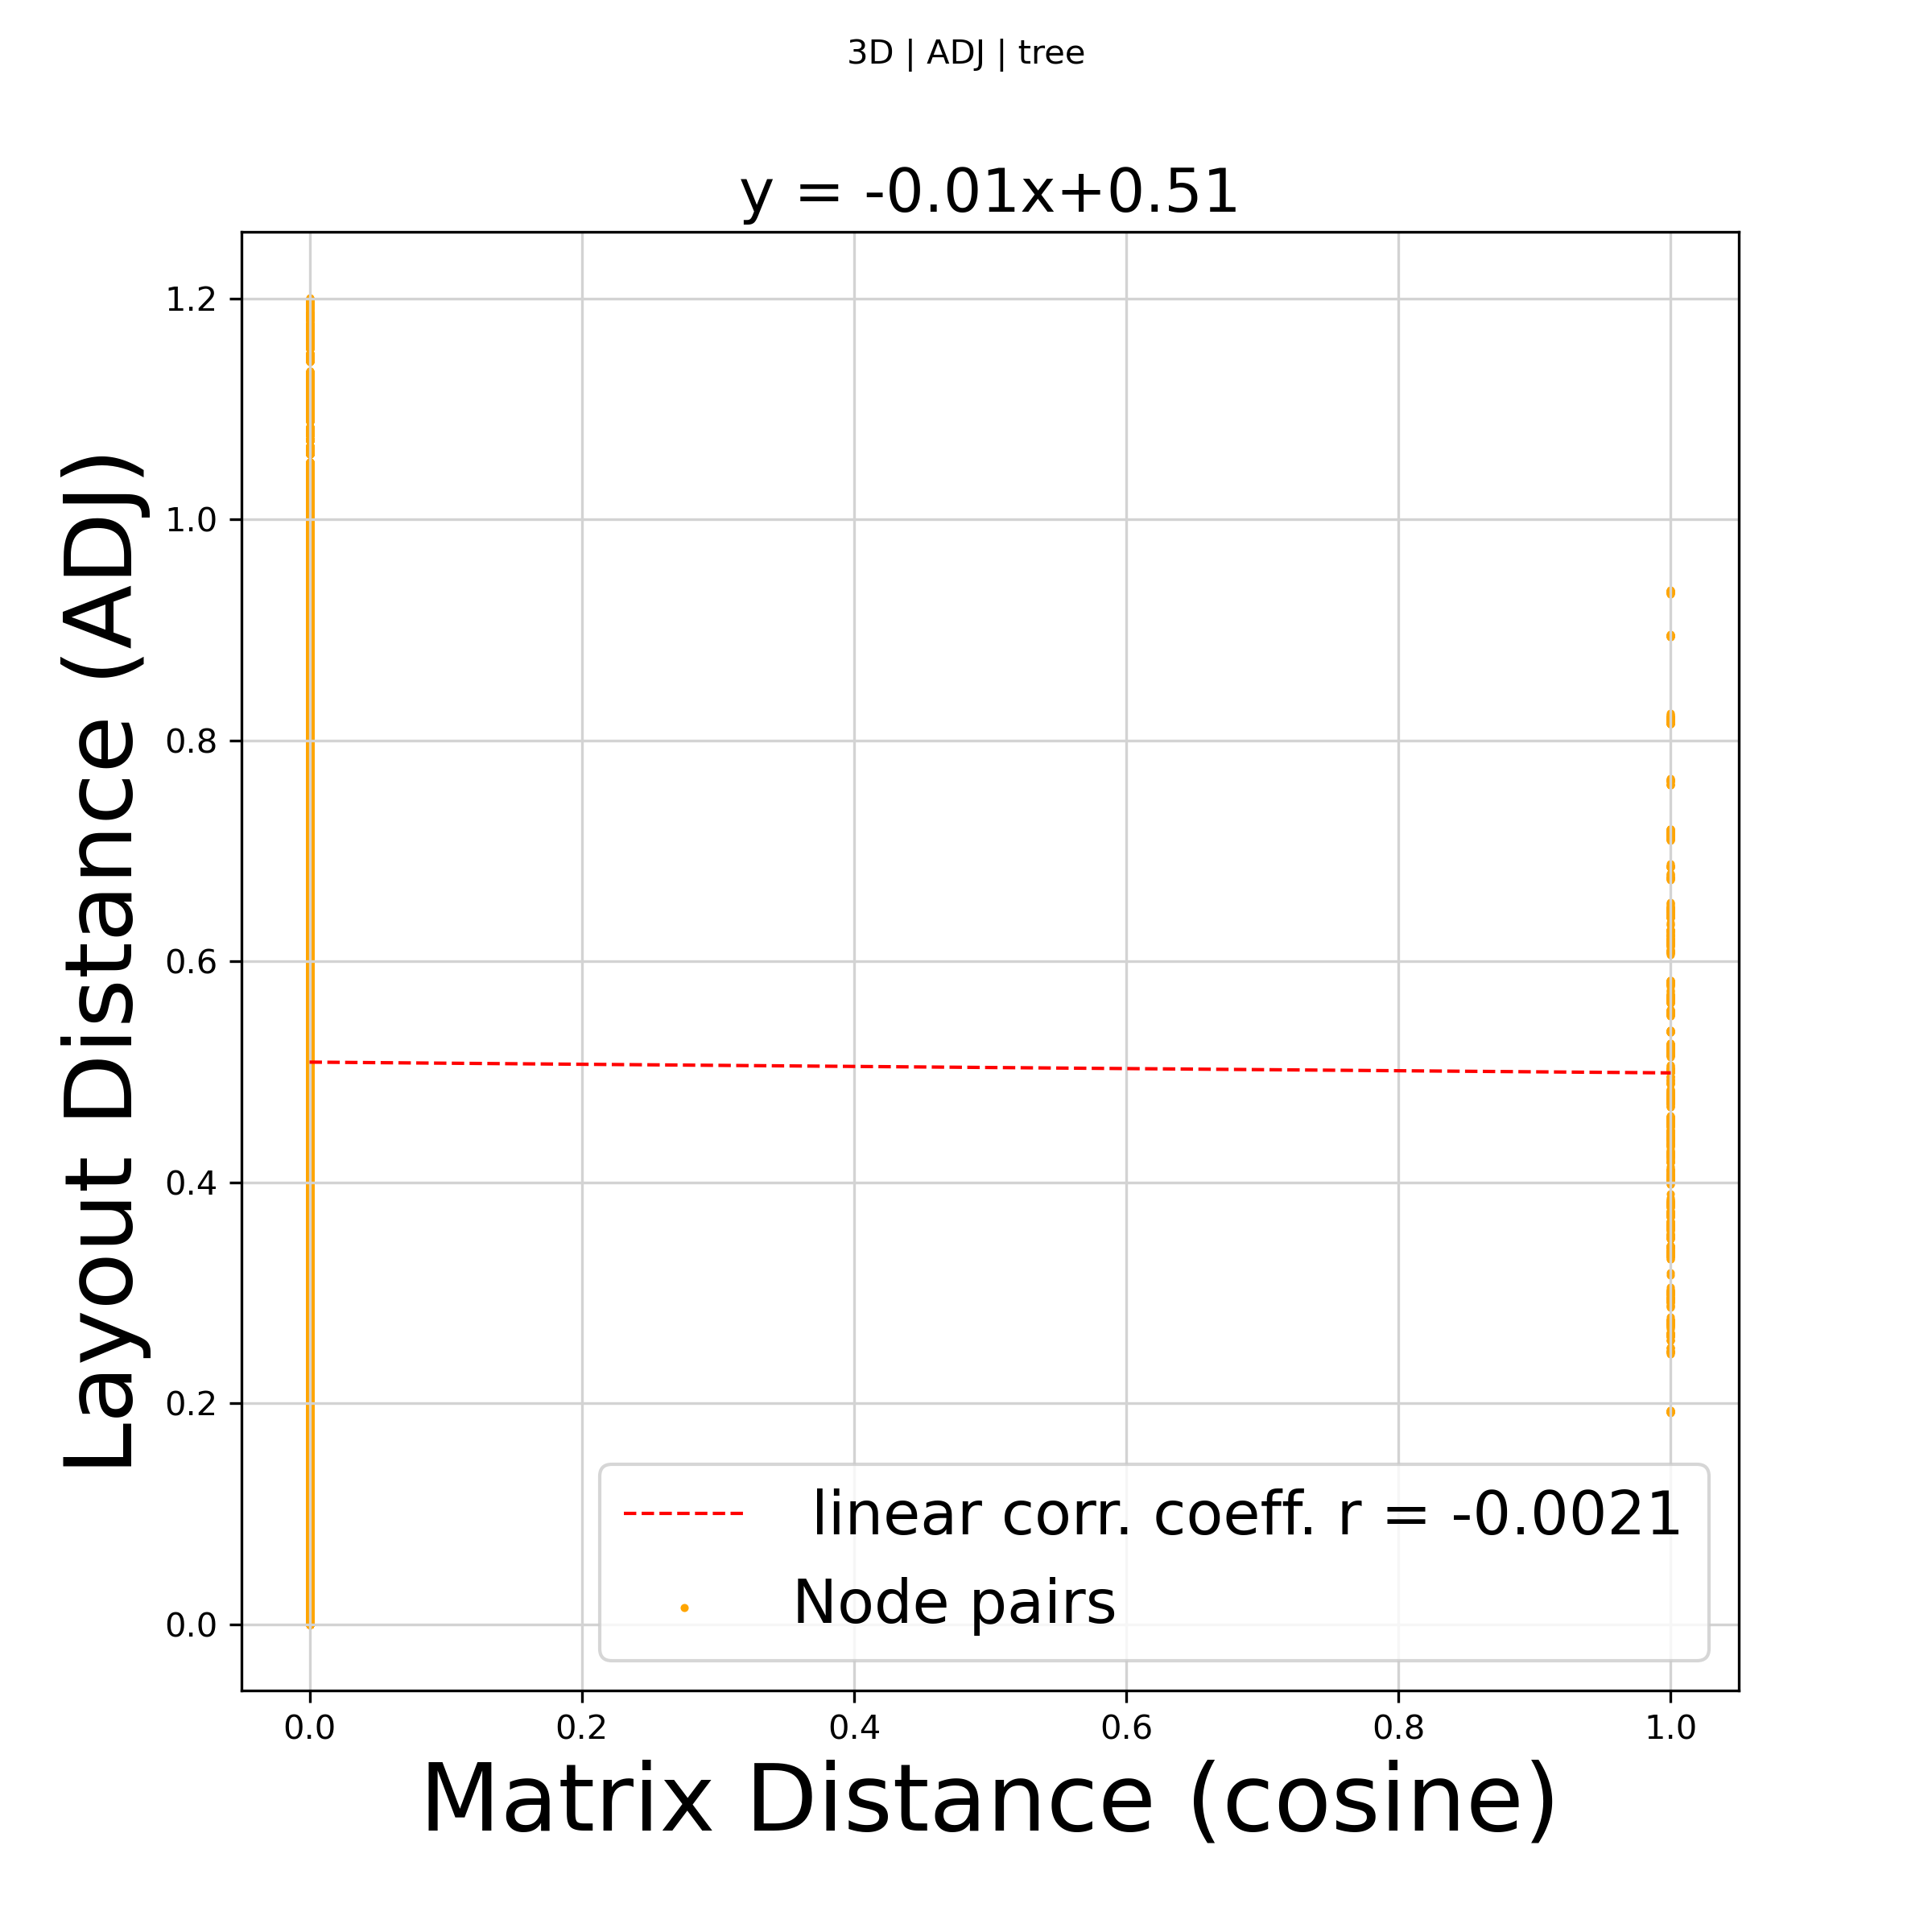 3D | ADJ | tree
y = -0.01x+0.51
Layout Distance (ADJ)
1.2
1.0
0.8
0.6
0.4
0.2
0.0
linear corr. coeff. r = -0.0021
Node pairs
0.0 0.2 0.4 0.6 0.8 1.0
Matrix Distance (cosine)